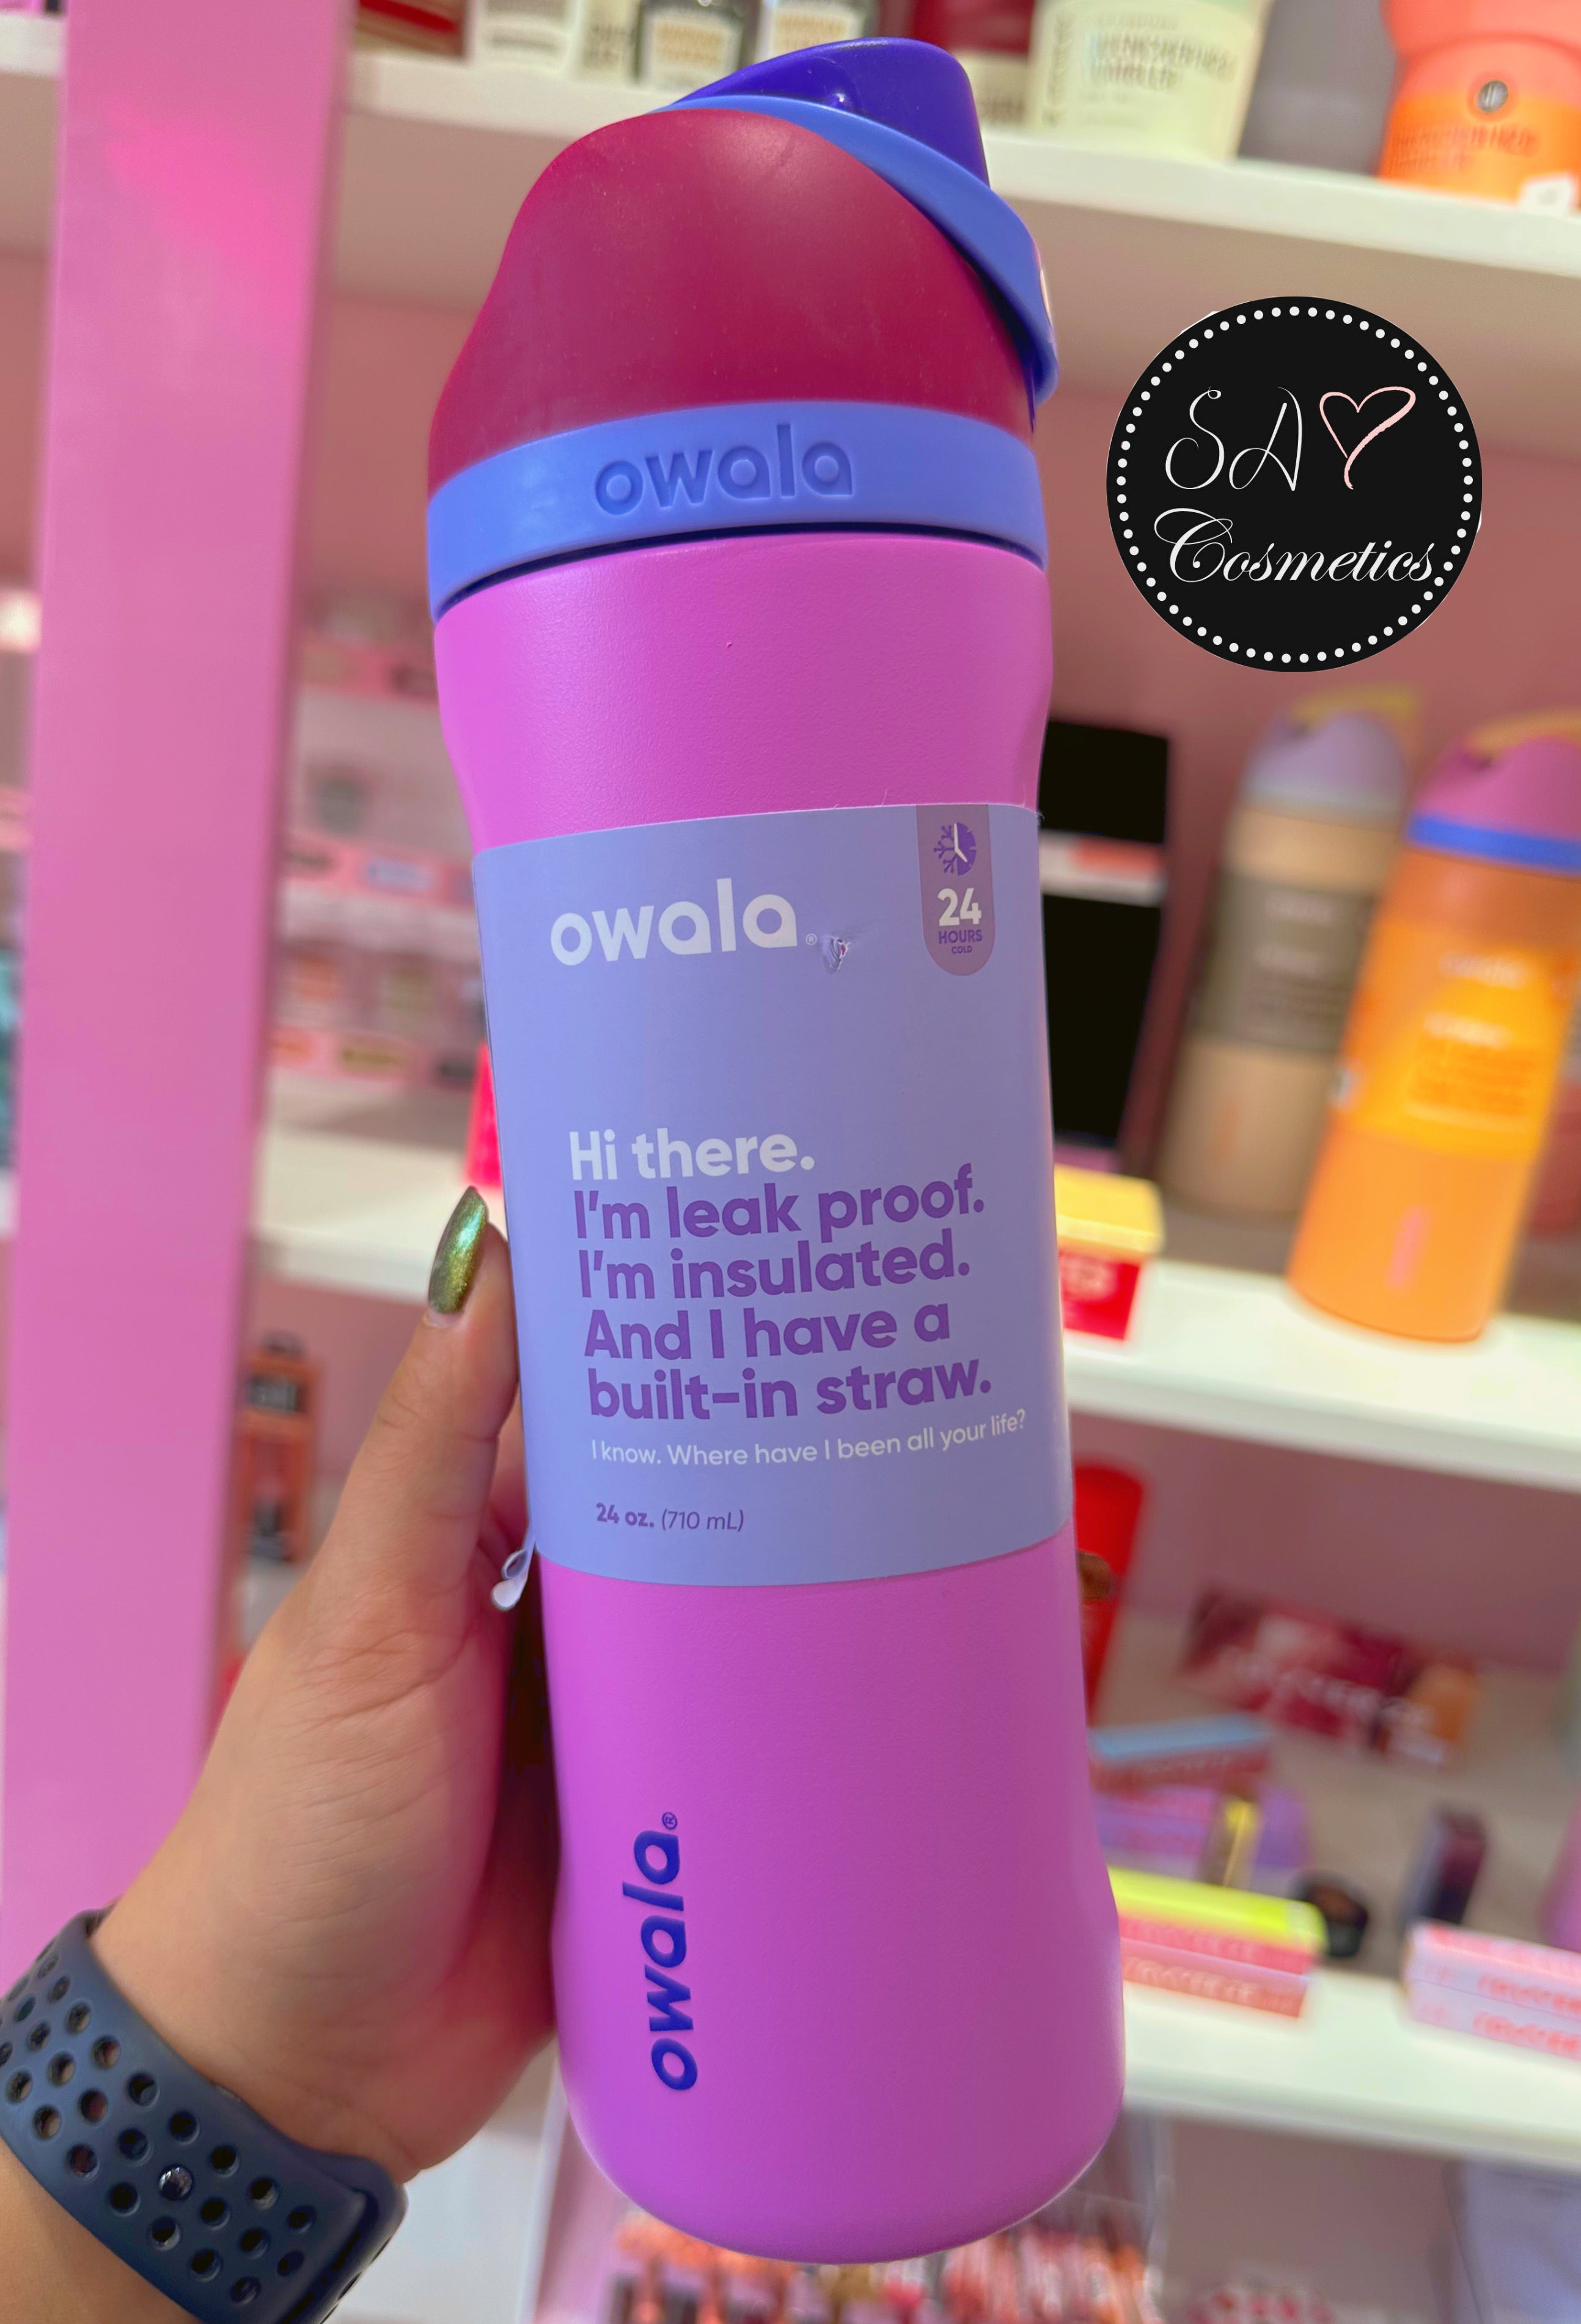 owala
SA
Cosmetics
owala®
24
HOURS
COLD
Hi there.
I'm leak proof.
I'm insulated.
And I have a
built-in straw.
I know. Where have I been all your life?
24 oz. (710 mL)
owala®